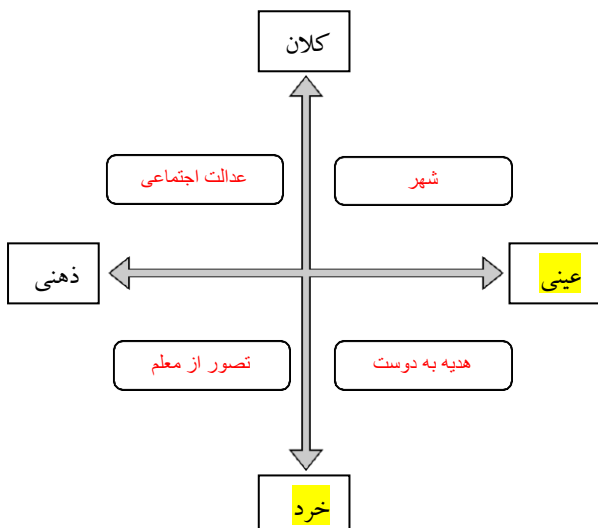 کلان
شهر
عدالت اجتماعی
عینی
ذهنی
هدیه به دوست
تصور از معلم
خرد